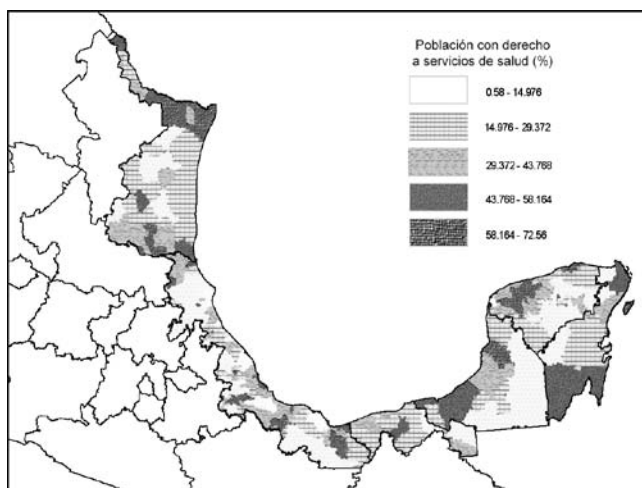 Población con derecho
a servicios de salud (%)
0.58 - 14.976
14.976 - 29.372
29.372 - 43.768
43.768 - 58.164
58.164 - 72.56